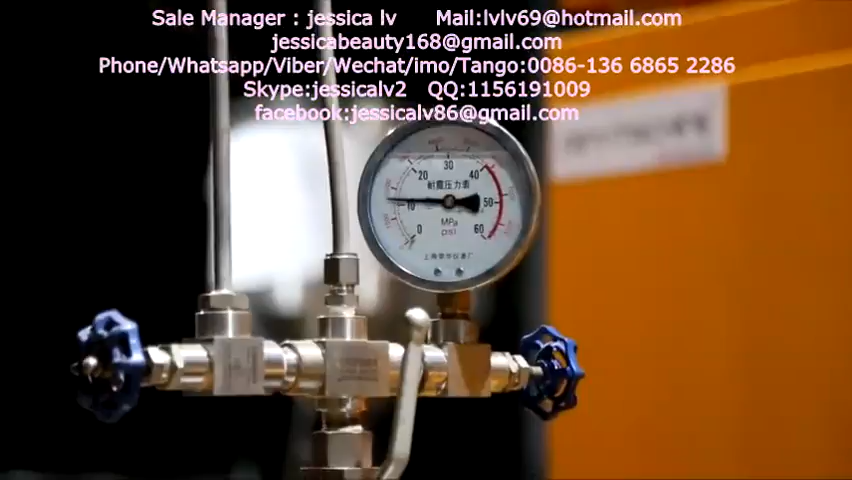 Sale Manager : jessica lv Mail:lvlv69@hotmail.com
jessicabeauty168@gmail.com
Phone/Whatsapp/Viber/Wechat/imo/Tango:0086-136 6865 2286
Skype:jessicalv2 QQ:1156191009
facebook:jessicalv86@gmail.com
30
20 40
耐震压力表
10 50
MPa
0 60